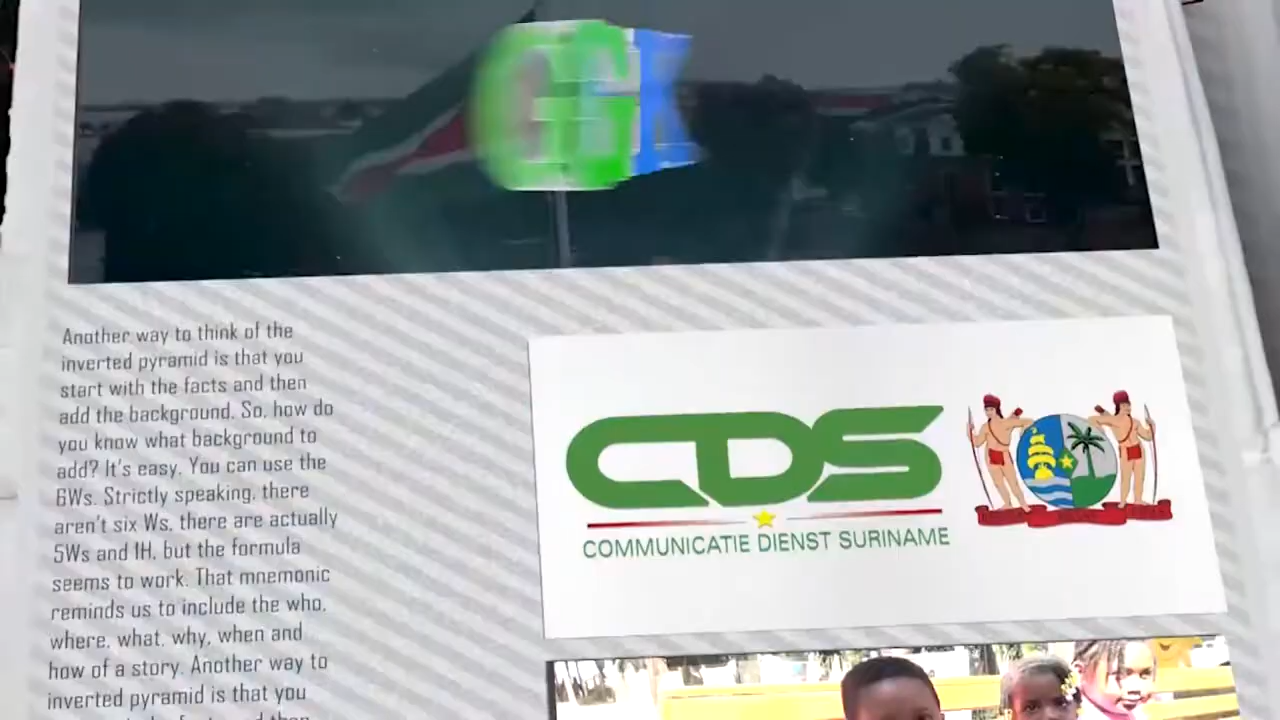 Another way to think of the
inverted pyramid is that you
start with the facts and then
add the background. So, how do
you know what background to
add? It's easy. You can use the
6Ws. Strictly speaking, there
aren't six Ws, there are actually
5Ws and 1H, but the formula
seems to work. That mnemonic
reminds us to include the who,
where, what, why, when and
how of a story. Another way to
inverted pyramid is that you
CDS
COMMUNICATIE DIENST SURINAME